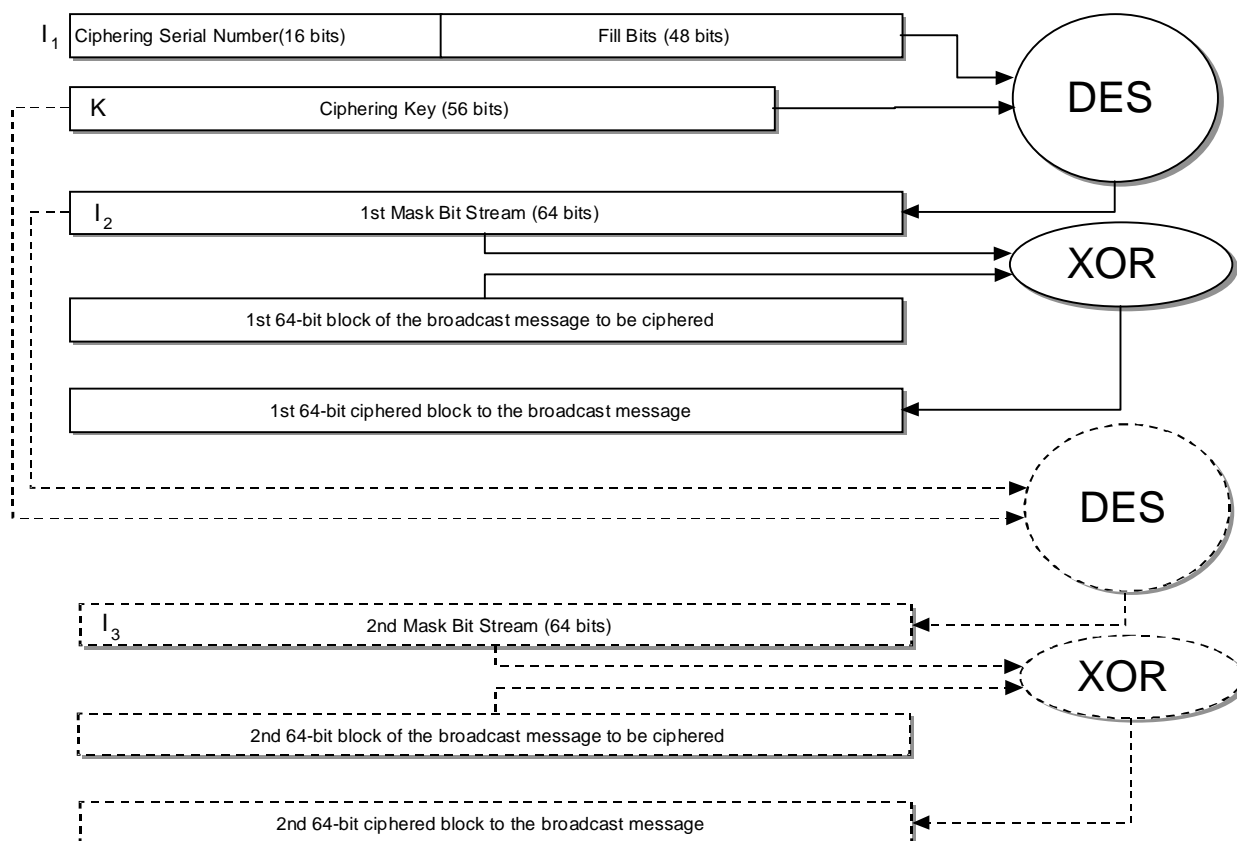 I1 Ciphering Serial Number(16 bits) Fill Bits (48 bits)
DES
K Ciphering Key (56 bits)
I2 1st Mask Bit Stream (64 bits)
XOR
1st 64-bit block of the broadcast message to be ciphered
1st 64-bit ciphered block to the broadcast message
DES
I3 2nd Mask Bit Stream (64 bits)
XOR
2nd 64-bit block of the broadcast message to be ciphered
2nd 64-bit ciphered block to the broadcast message